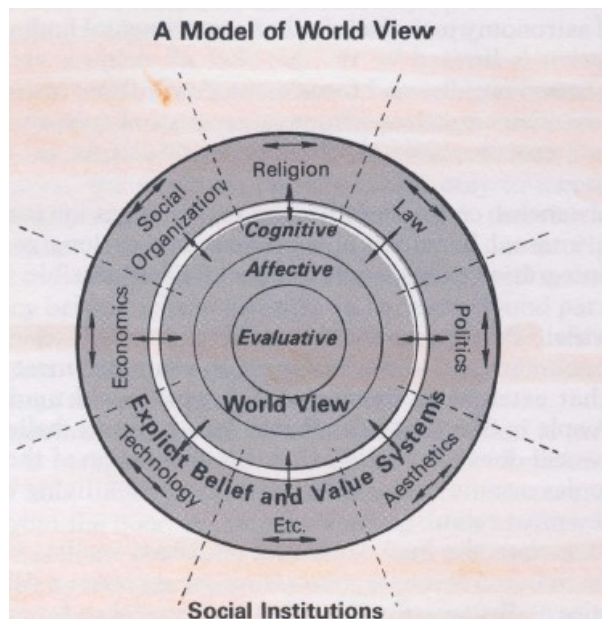 A Model of World View
Religion
Social
Organization
Law
Cognitive
Affective
Evaluative
World View
Economics
Politics
Explicit Belief and Value Systems
Technology
Aesthetics
Etc.
Social Institutions